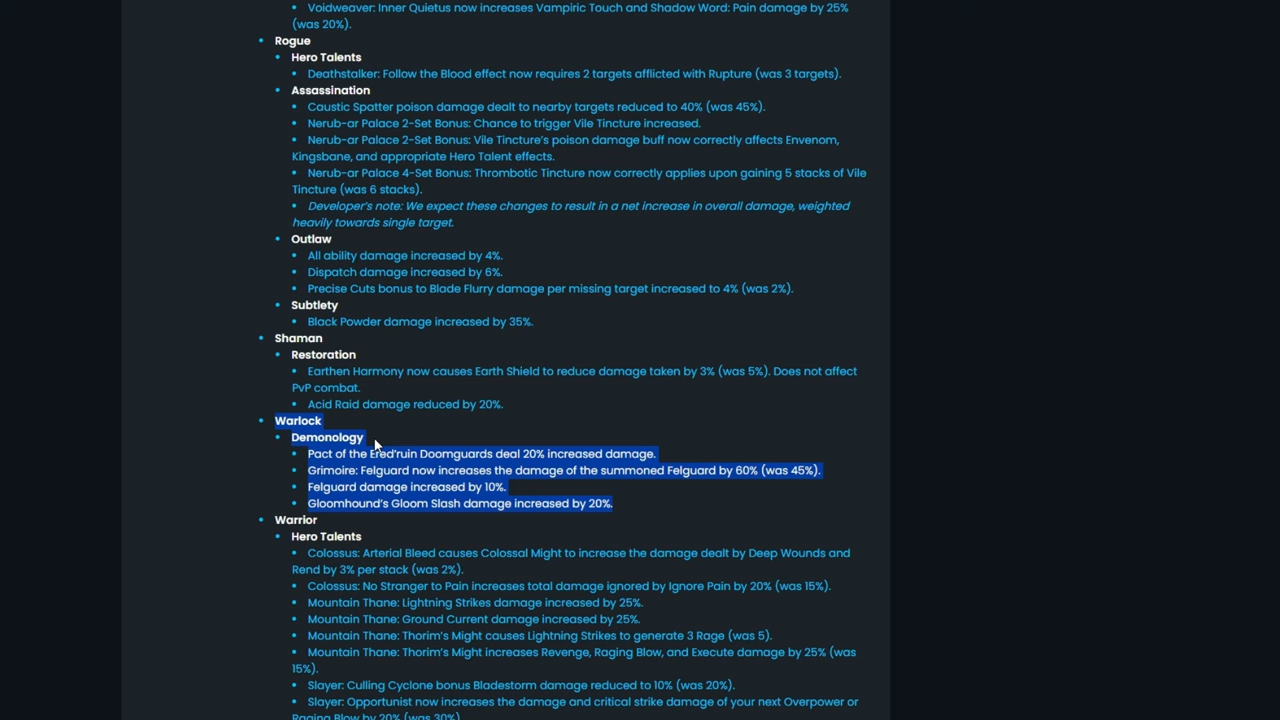 • Voidweaver: Inner Quietus now increases Vampiric Touch and Shadow Word: Pain damage by 25%
(was 20%).
• Rogue
• Hero Talents
• Deathstalker: Follow the Blood effect now requires 2 targets afflicted with Rupture (was 3 targets).
• Assassination
• Caustic Spatter poison damage dealt to nearby targets reduced to 40% (was 45%).
• Nerub-ar Palace 2-Set Bonus: Chance to trigger Vile Tincture increased.
• Nerub-ar Palace 2-Set Bonus: Vile Tincture's poison damage buff now correctly affects Envenom,
Kingsbane, and appropriate Hero Talent effects.
• Nerub-ar Palace 4-Set Bonus: Thrombotic Tincture now correctly applies upon gaining 5 stacks of Vile
Tincture (was 6 stacks).
• Developer's note: We expect these changes to result in a net increase in overall damage, weighted
heavily towards single target.
• Outlaw
• All ability damage increased by 4%.
• Dispatch damage increased by 6%.
• Precise Cuts bonus to Blade Flurry damage per missing target increased to 4% (was 2%).
• Subtlety
• Black Powder damage increased by 35%.
• Shaman
• Restoration
• Earthen Harmony now causes Earth Shield to reduce damage taken by 3% (was 5%). Does not affect
PvP combat.
• Acid Raid damage reduced by 20%.
• Warlock
• Demonology
• Pact of the Ered'ruin Doomguards deal 20% increased damage.
• Grimoire: Felguard now increases the damage of the summoned Felguard by 60% (was 45%).
• Felguard damage increased by 10%.
• Gloomhound's Gloom Slash damage increased by 20%.
• Warrior
• Hero Talents
• Colossus: Arterial Bleed causes Colossal Might to increase the damage dealt by Deep Wounds and
Rend by 3% per stack (was 2%).
• Colossus: No Stranger to Pain increases total damage ignored by Ignore Pain by 20% (was 15%).
• Mountain Thane: Lightning Strikes damage increased by 25%.
• Mountain Thane: Ground Current damage increased by 25%.
• Mountain Thane: Thorim's Might causes Lightning Strikes to generate 3 Rage (was 5).
• Mountain Thane: Thorim's Might increases Revenge, Raging Blow, and Execute damage by 25% (was
15%).
• Slayer: Culling Cyclone bonus Bladestorm damage reduced to 10% (was 20%).
• Slayer: Opportunist now increases the damage and critical strike damage of your next Overpower or
Raging Blow by 20% (was 30%).